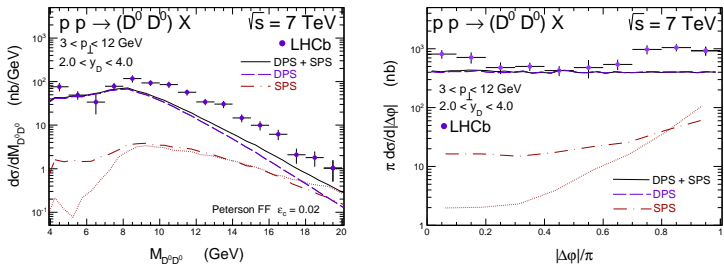 p p → (D⁰ D⁰) X √s = 7 TeV
3 < p⊥ < 12 GeV
2.0 < y_D < 4.0
LHCb
DPS + SPS
DPS
SPS
dσ/dM_D⁰D⁰ (nb/GeV)
10³
10²
10
1
10⁻¹
Peterson FF ε_c = 0.02
4 6 8 10 12 14 16 18 20
M_D⁰D⁰ (GeV)
p p → (D⁰ D⁰) X √s = 7 TeV
3 < p⊥ < 12 GeV
2.0 < y_D < 4.0
LHCb
DPS + SPS
DPS
SPS
π dσ/d|Δφ| (nb)
10³
10²
10
1
0 0.2 0.4 0.6 0.8 1
|Δφ|/π